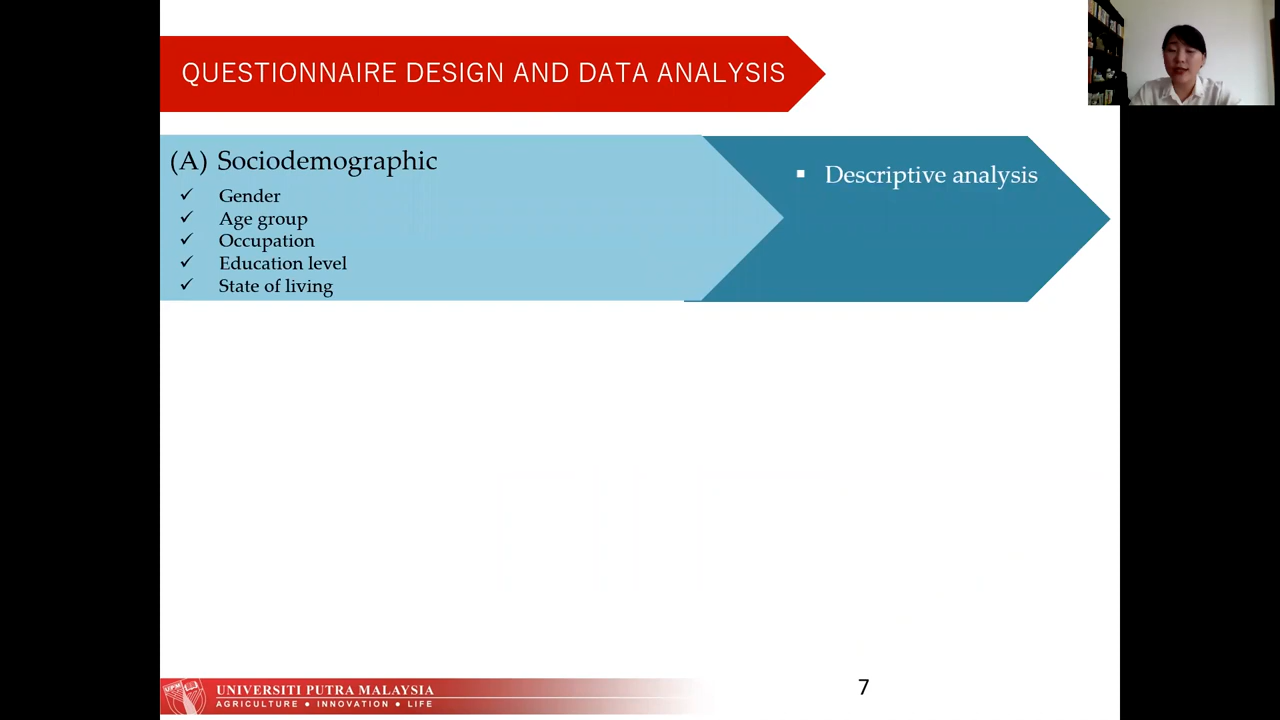 QUESTIONNAIRE DESIGN AND DATA ANALYSIS
(A) Sociodemographic
✓ Gender
✓ Age group
✓ Occupation
✓ Education level
✓ State of living
▪ Descriptive analysis
UPM
UNIVERSITI PUTRA MALAYSIA
AGRICULTURE • INNOVATION • LIFE
7